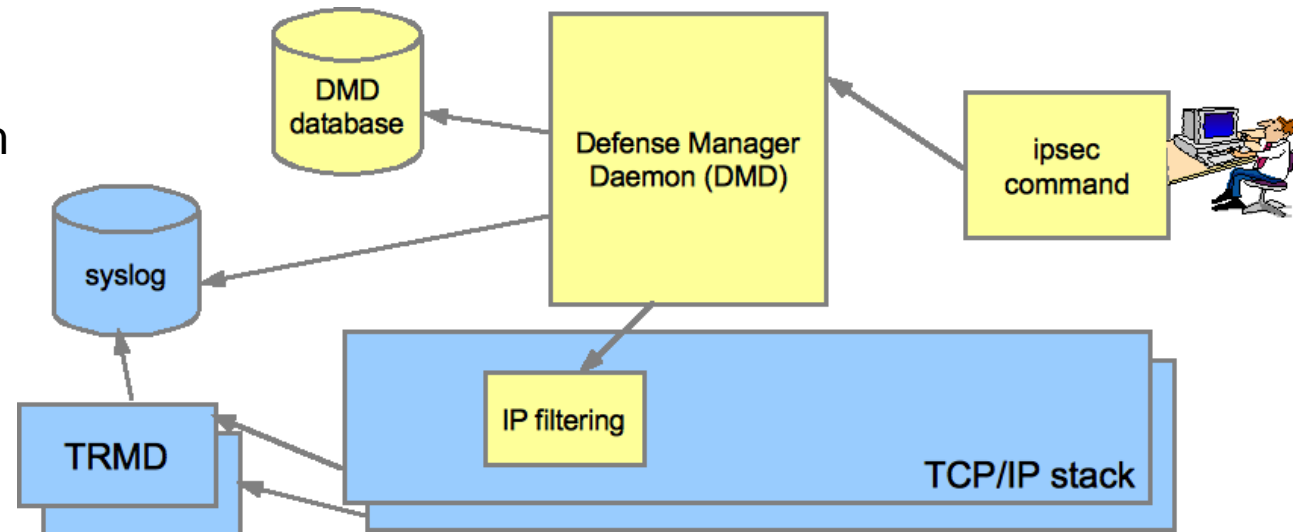 DMD
database
n
Defense Manager
Daemon (DMD)
ipsec
command
syslog
IP filtering
TRMD
TCP/IP stack